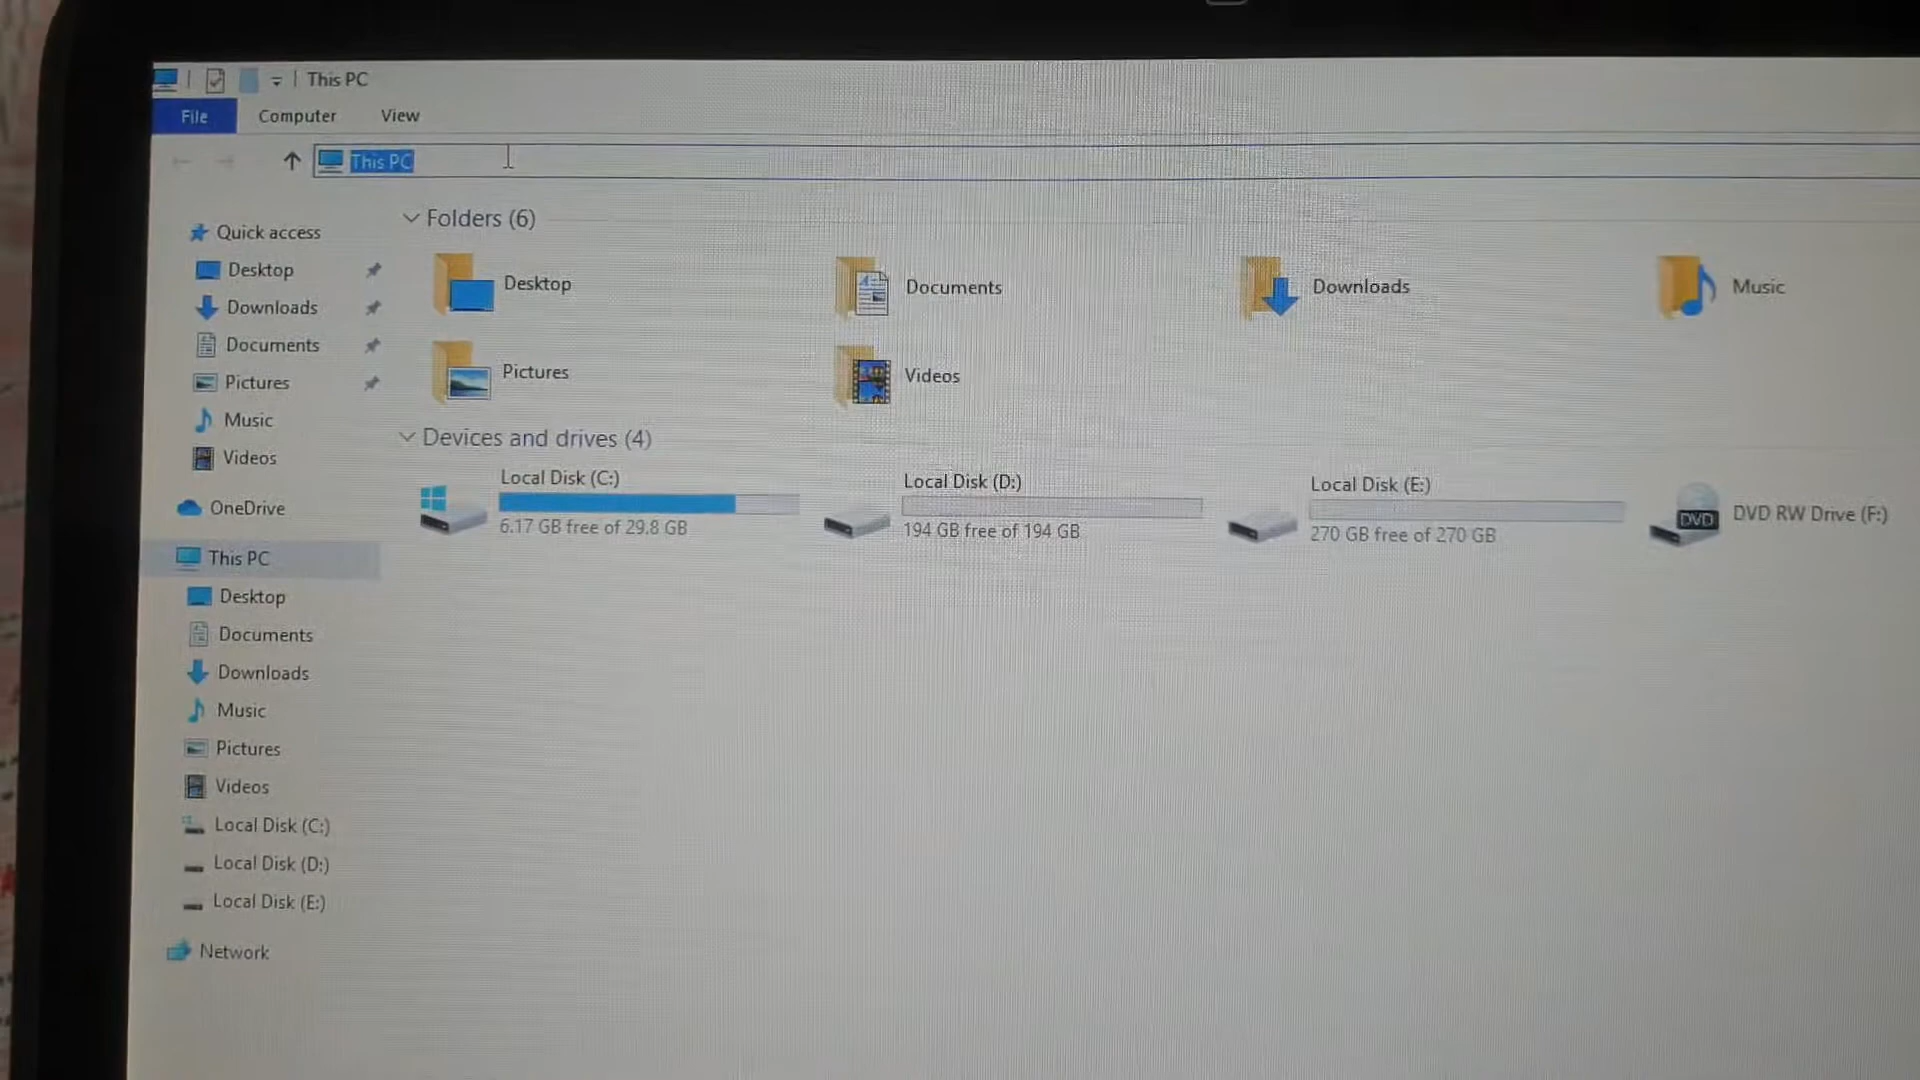 This PC
File Computer View
This PC
Quick access
Desktop
Downloads
Documents
Pictures
Music
Videos
OneDrive
This PC
Desktop
Documents
Downloads
Music
Pictures
Videos
Local Disk (C:)
Local Disk (D:)
Local Disk (E:)
Network
Folders (6)
Desktop Documents Downloads Music
Pictures Videos
Devices and drives (4)
Local Disk (C:)
6.17 GB free of 29.8 GB
Local Disk (D:)
194 GB free of 194 GB
Local Disk (E:)
270 GB free of 270 GB
DVD
DVD RW Drive (F:)